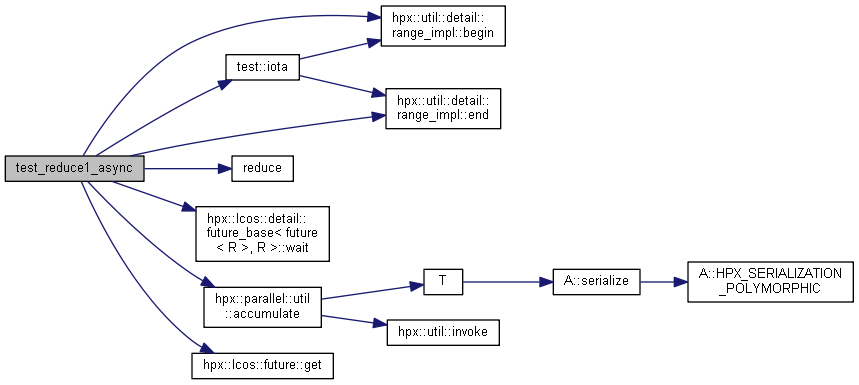 hpx::util::detail::
range_impl::begin
test::iota
hpx::util::detail::
range_impl::end
test_reduce1_async
reduce
hpx::lcos::detail::
future_base< future
< R >, R >::wait
hpx::parallel::util
::accumulate
T
A::serialize
A::HPX_SERIALIZATION
_POLYMORPHIC
hpx::util::invoke
hpx::lcos::future::get